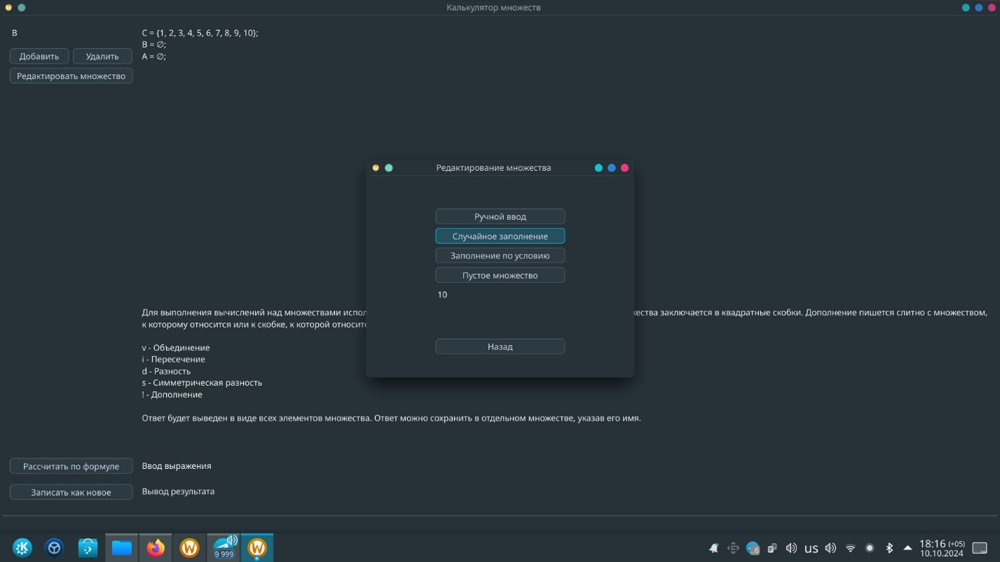 Калькулятор множеств
B
C = {1, 2, 3, 4, 5, 6, 7, 8, 9, 10};
B = ∅;
Добавить
Удалить
A = ∅;
Редактировать множество
Редактирование множества
Ручной ввод
Случайное заполнение
Заполнение по условию
Пустое множество
10
Назад
Для выполнения вычислений над множествами испол
жества заключается в квадратные скобки. Дополнение пишется слитно с множеством,
к которому относится или к скобке, к которой относитс
v - Объединение
i - Пересечение
d - Разность
s - Симметрическая разность
! - Дополнение
Ответ будет выведен в виде всех элементов множества. Ответ можно сохранить в отдельном множестве, указав его имя.
Рассчитать по формуле
Ввод выражения
Записать как новое
Вывод результата
9 999
us
18:16 (+05)
10.10.2024